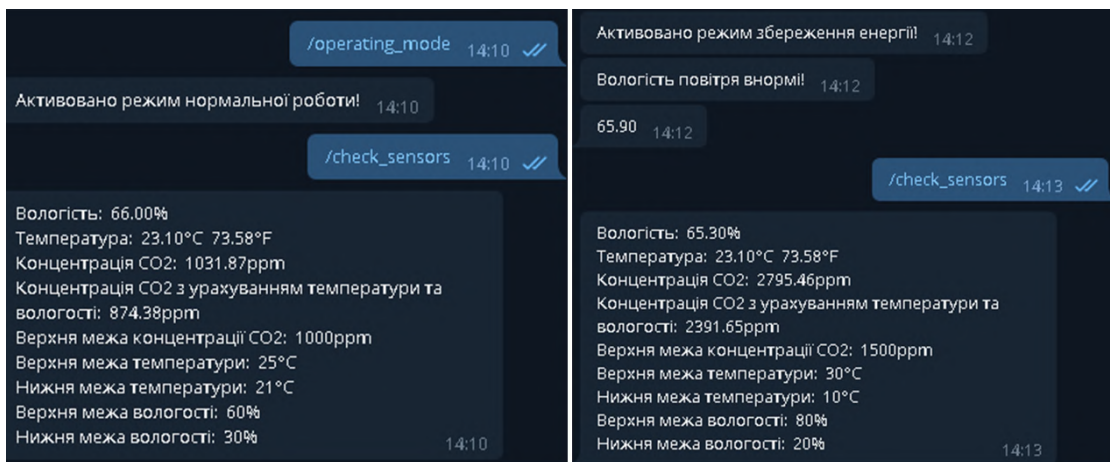 /operating_mode 14:10
Активовано режим нормальної роботи! 14:10
/check_sensors 14:10
Вологість: 66.00%
Температура: 23.10°C 73.58°F
Концентрація CO2: 1031.87ppm
Концентрація CO2 з урахуванням температури та
вологості: 874.38ppm
Верхня межа концентрації CO2: 1000ppm
Верхня межа температури: 25°C
Нижня межа температури: 21°C
Верхня межа вологості: 60%
Нижня межа вологості: 30% 14:10
Активовано режим збереження енергії! 14:12
Вологість повітря внормі! 14:12
65.90 14:12
/check_sensors 14:13
Вологість: 65.30%
Температура: 23.10°C 73.58°F
Концентрація CO2: 2795.46ppm
Концентрація CO2 з урахуванням температури та
вологості: 2391.65ppm
Верхня межа концентрації CO2: 1500ppm
Верхня межа температури: 30°C
Нижня межа температури: 10°C
Верхня межа вологості: 80%
Нижня межа вологості: 20% 14:13